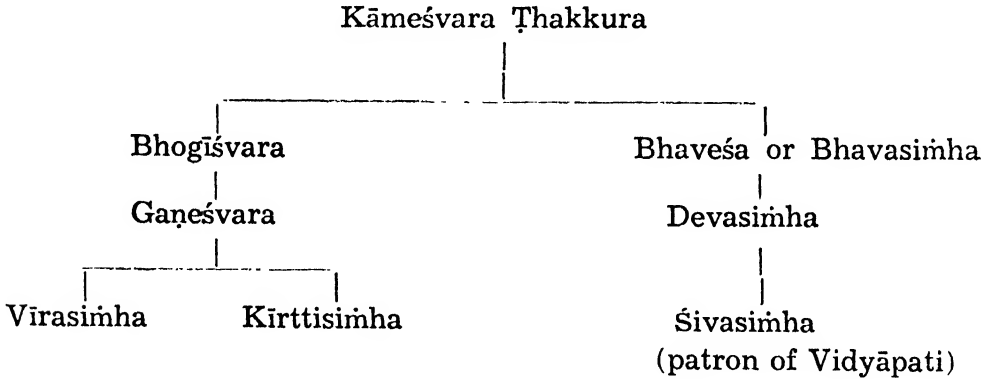 Kāmeśvara Ṭhakkura
Bhogīśvara Bhaveśa or Bhavasiṁha
Gaṇeśvara Devasiṁha
Vīrasiṁha Kīrttisiṁha Śivasiṁha
(patron of Vidyāpati)